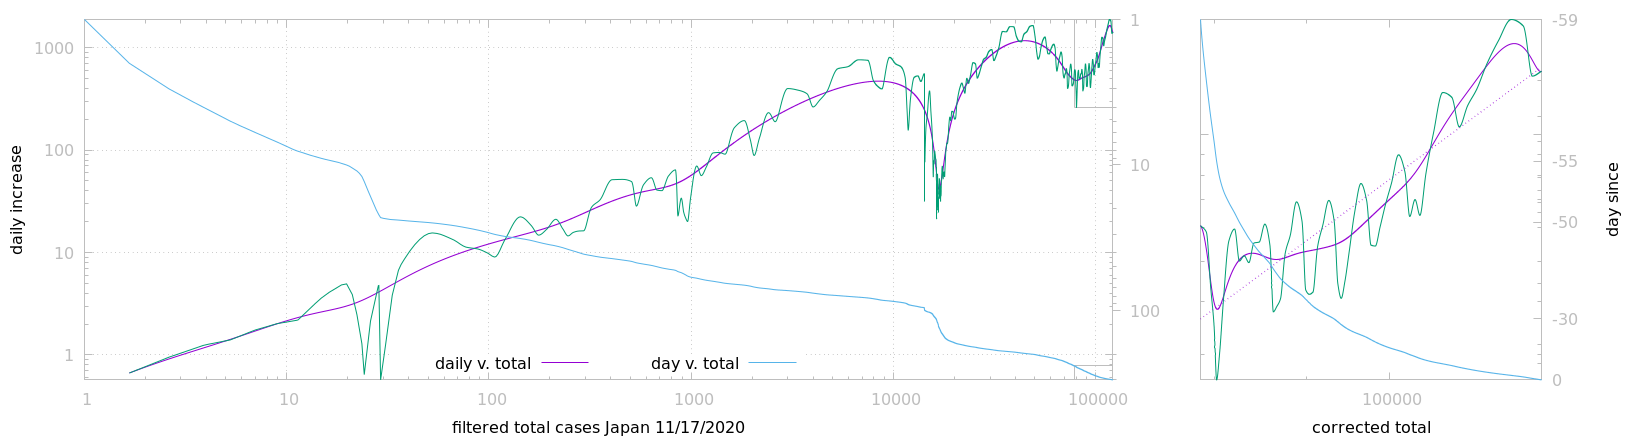 1000
100
10
1
daily increase
1
10
100
daily v. total
day v. total
1 10 100 1000 10000 100000
filtered total cases Japan 11/17/2020
-59
-55
-50
-30
0
day since
100000
corrected total